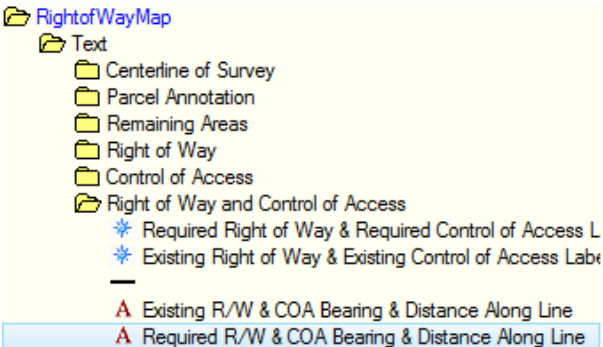 RightofWayMap
Text
Centerline of Survey
Parcel Annotation
Remaining Areas
Right of Way
Control of Access
Right of Way and Control of Access
Required Right of Way & Required Control of Access L
Existing Right of Way & Existing Control of Access Labe
A Existing R/W & COA Bearing & Distance Along Line
A Required R/W & COA Bearing & Distance Along Line